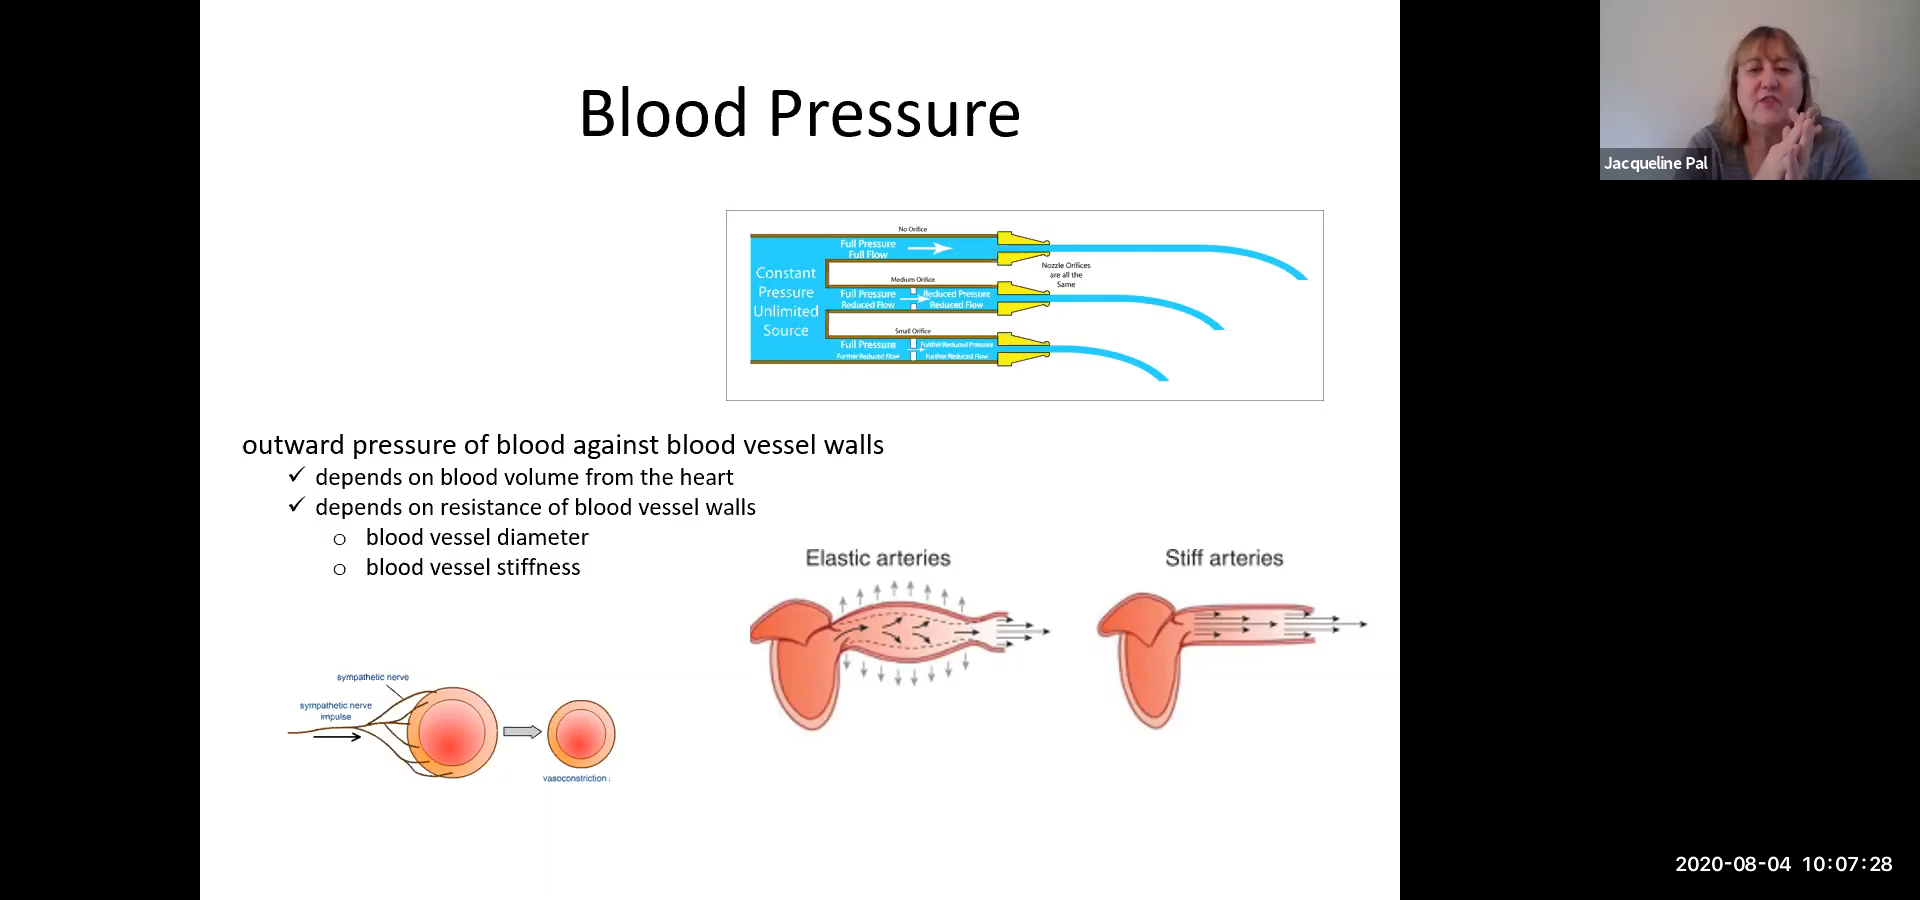 Blood Pressure
Jacqueline Pal
No Orifice
Full Pressure
Full Flow
Constant
Pressure
Unlimited
Source
Nozzle Orifices
are all the
Same
Medium Orifice
Full Pressure
Reduced Flow
Reduced Pressure
Reduced Flow
Small Orifice
Full Pressure
Further Reduced Flow
Further Reduced Pressure
Further Reduced Flow
outward pressure of blood against blood vessel walls
✓ depends on blood volume from the heart
✓ depends on resistance of blood vessel walls
o blood vessel diameter
o blood vessel stiffness
Elastic arteries
Stiff arteries
sympathetic nerve
sympathetic nerve
impulse
vasoconstriction
2020-08-04 10:07:28